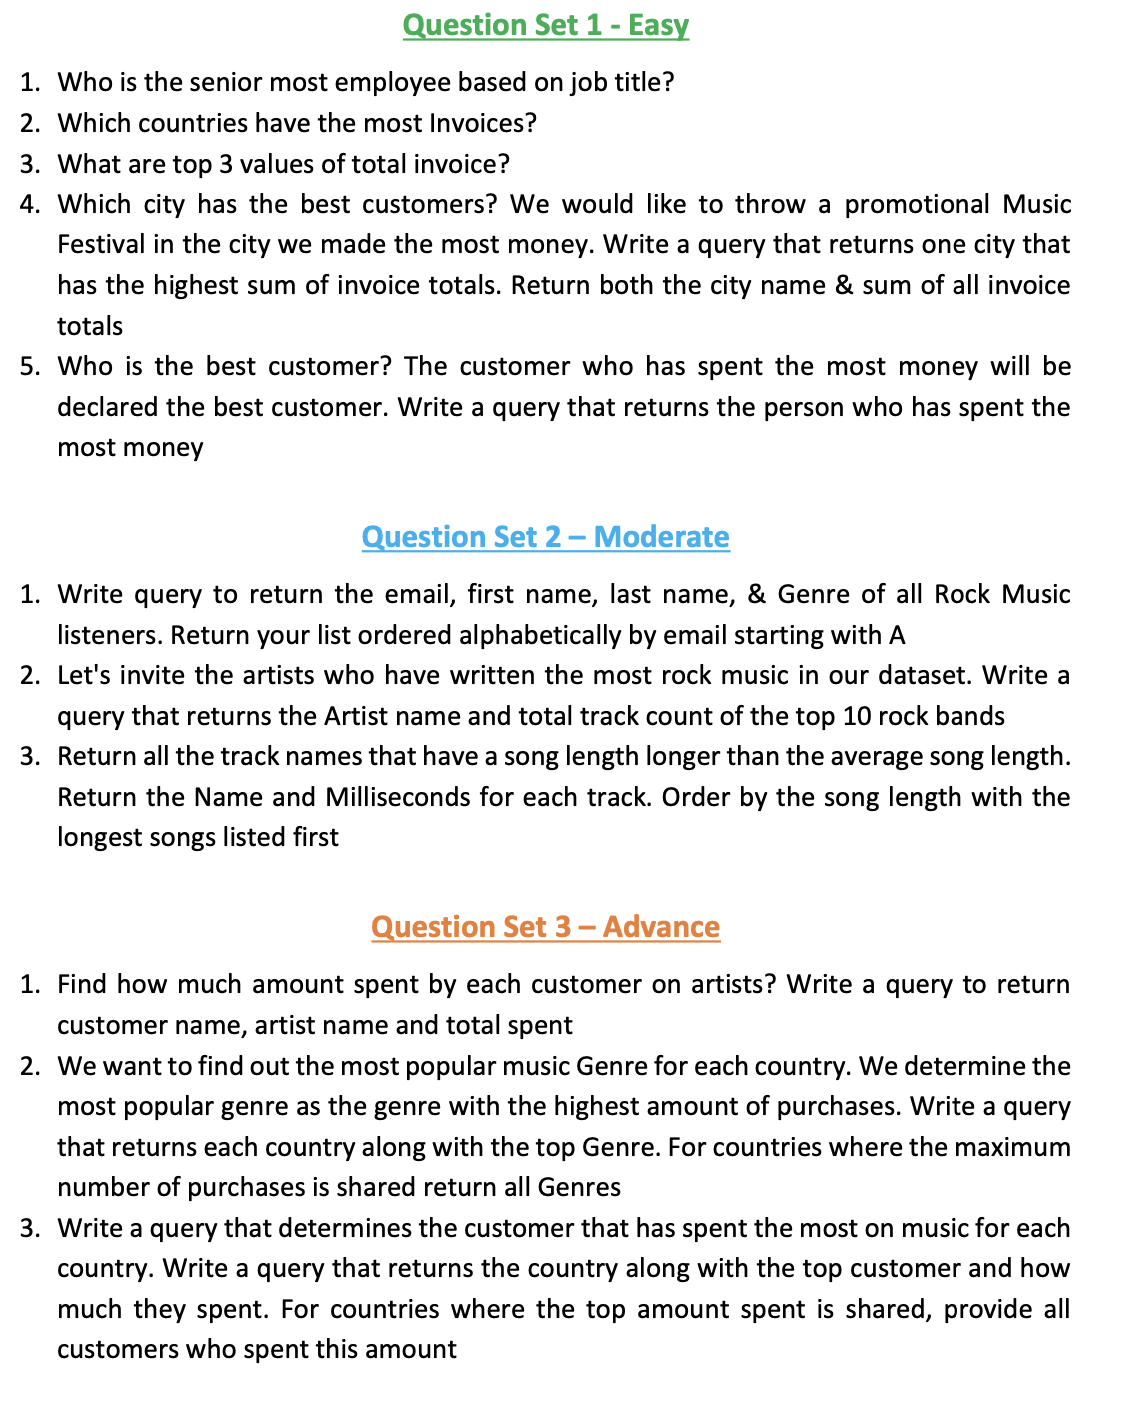 Question Set 1 - Easy
1. Who is the senior most employee based on job title?
2. Which countries have the most Invoices?
3. What are top 3 values of total invoice?
4. Which city has the best customers? We would like to throw a promotional Music
Festival in the city we made the most money. Write a query that returns one city that
has the highest sum of invoice totals. Return both the city name & sum of all invoice
totals
5. Who is the best customer? The customer who has spent the most money will be
declared the best customer. Write a query that returns the person who has spent the
most money
Question Set 2 – Moderate
1. Write query to return the email, first name, last name, & Genre of all Rock Music
listeners. Return your list ordered alphabetically by email starting with A
2. Let's invite the artists who have written the most rock music in our dataset. Write a
query that returns the Artist name and total track count of the top 10 rock bands
3. Return all the track names that have a song length longer than the average song length.
Return the Name and Milliseconds for each track. Order by the song length with the
longest songs listed first
Question Set 3 – Advance
1. Find how much amount spent by each customer on artists? Write a query to return
customer name, artist name and total spent
2. We want to find out the most popular music Genre for each country. We determine the
most popular genre as the genre with the highest amount of purchases. Write a query
that returns each country along with the top Genre. For countries where the maximum
number of purchases is shared return all Genres
3. Write a query that determines the customer that has spent the most on music for each
country. Write a query that returns the country along with the top customer and how
much they spent. For countries where the top amount spent is shared, provide all
customers who spent this amount